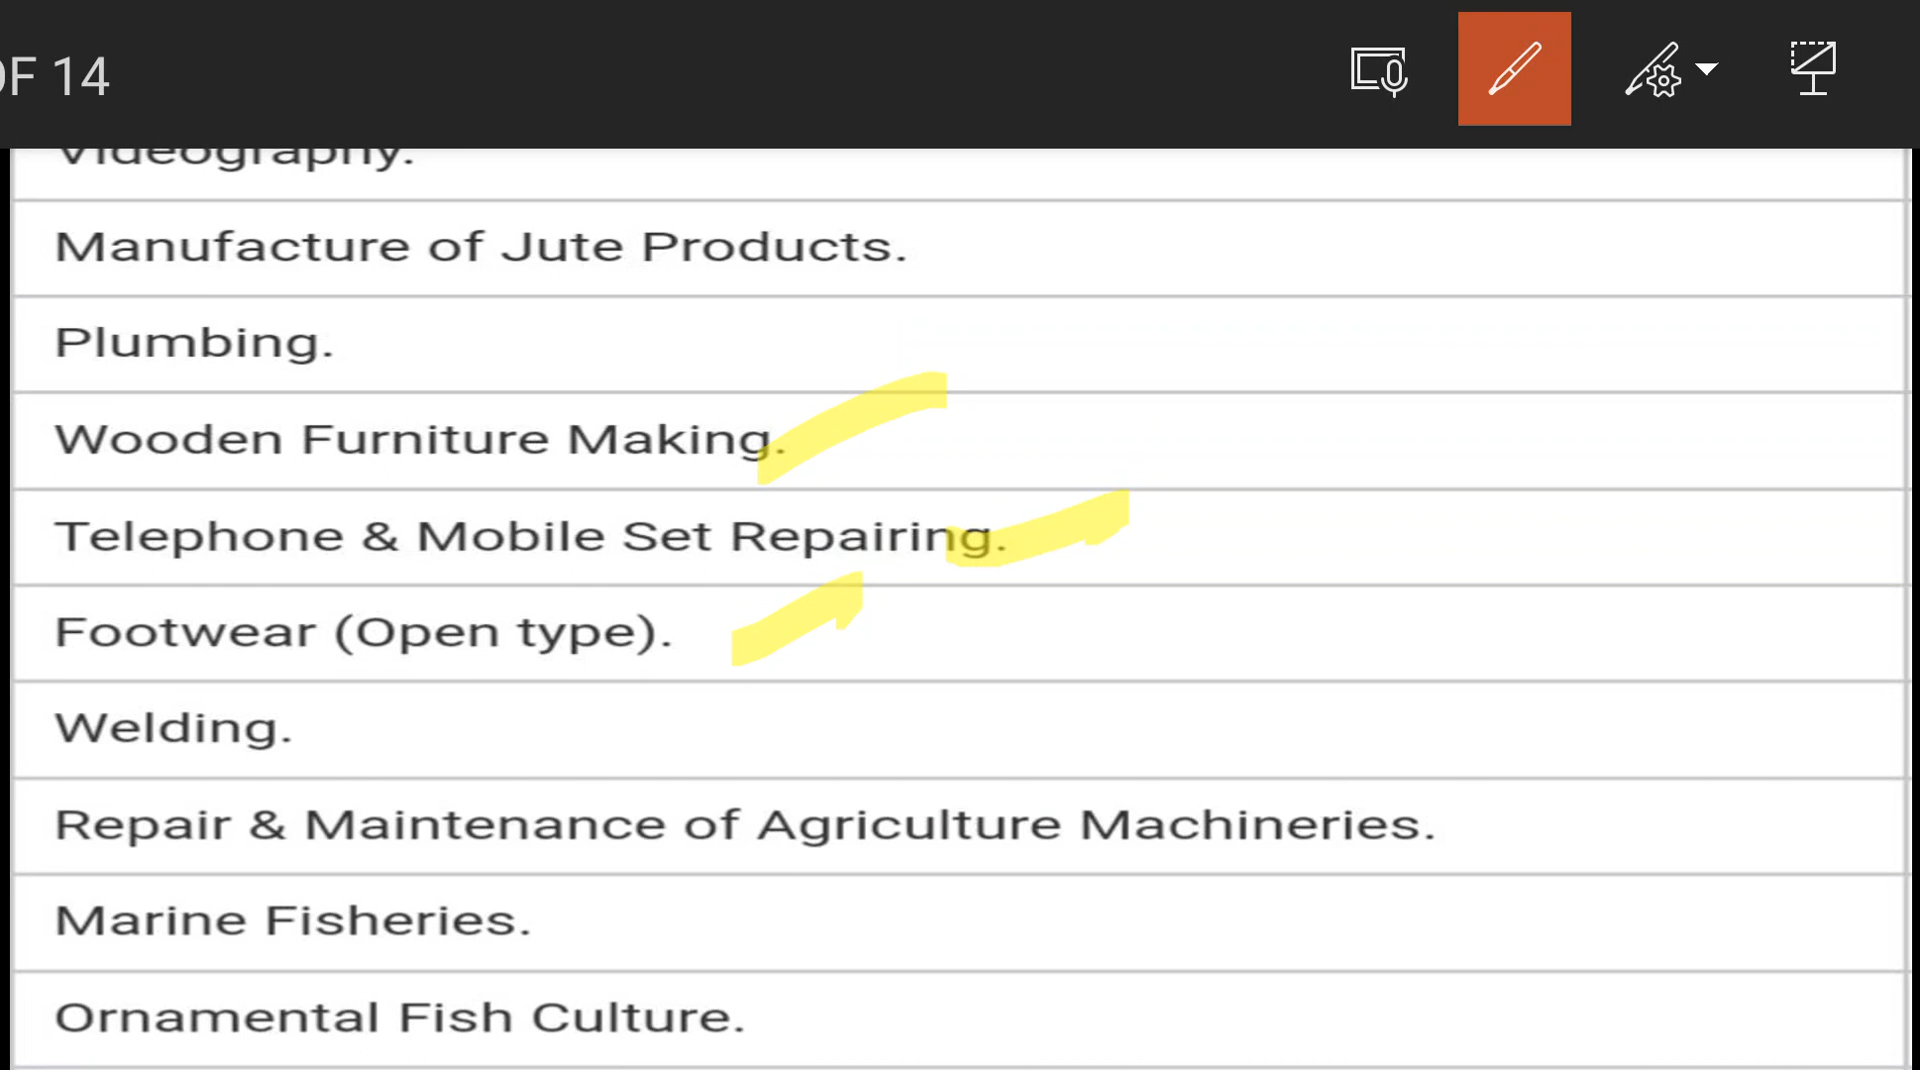 OF 14
Videography.
Manufacture of Jute Products.
Plumbing.
Wooden Furniture Making.
Telephone & Mobile Set Repairing.
Footwear (Open type).
Welding.
Repair & Maintenance of Agriculture Machineries.
Marine Fisheries.
Ornamental Fish Culture.